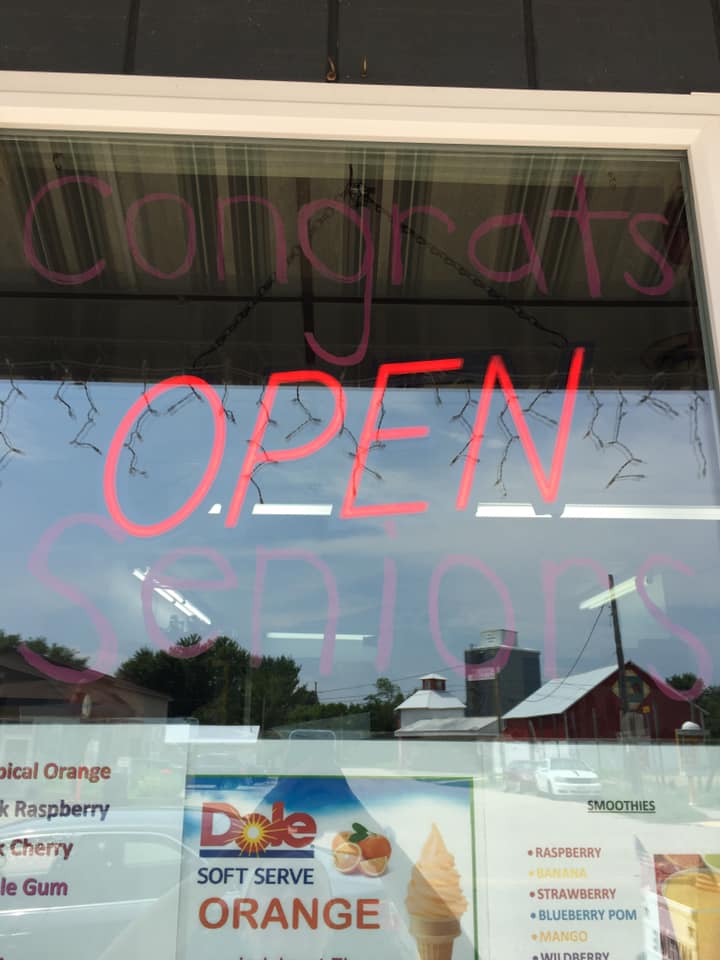 congrats
OPEN
Seniors
pical Orange
k Raspberry
k Cherry
le Gum
Dole
SOFT SERVE
ORANGE
SMOOTHIES
• RASPBERRY
• BANANA
• STRAWBERRY
• BLUEBERRY POM
• MANGO
• WILDBERRY